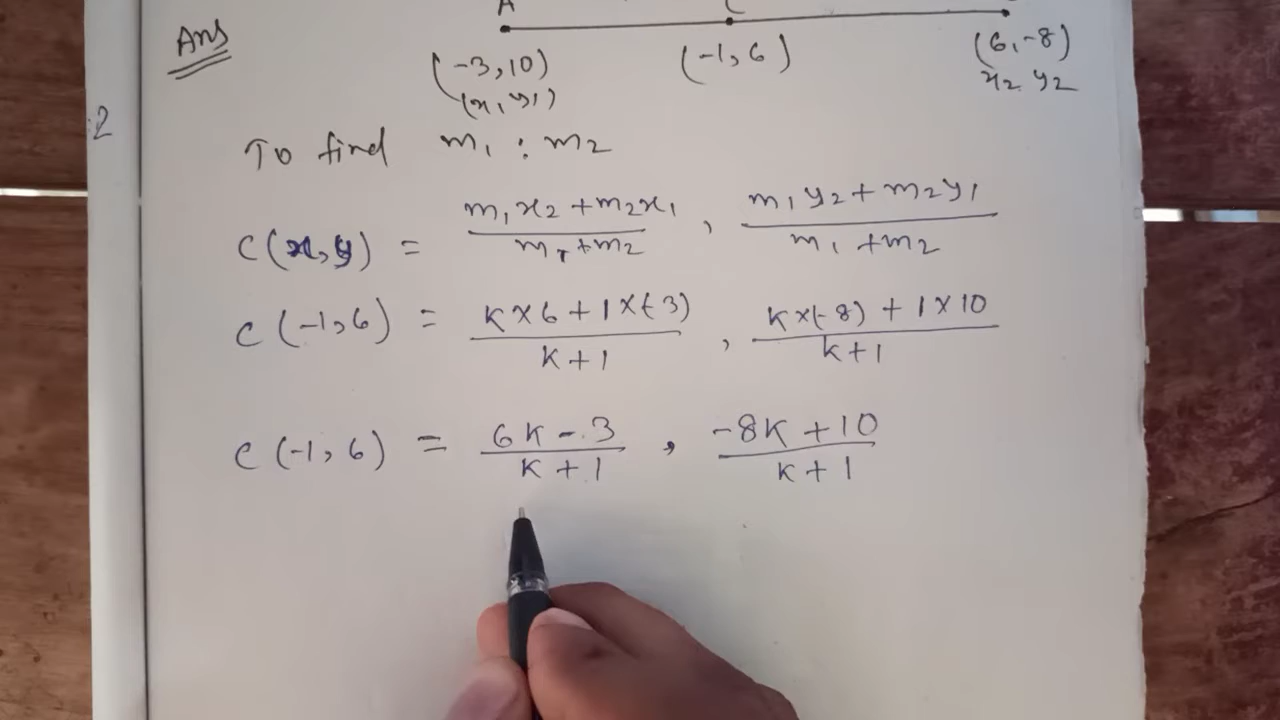 A C
Ans
(-3,10) (-1,6) (6,-8)
(x1 y1) x2 y2
2
To find m1 : m2
C(x,y) = m1x2+m2x1/m1+m2 , m1y2+m2y1/m1+m2
C(-1,6) = K×6+1×(-3)/K+1 , K×(-8)+1×10/K+1
C(-1,6) = 6K-3/K+1 , -8K+10/K+1